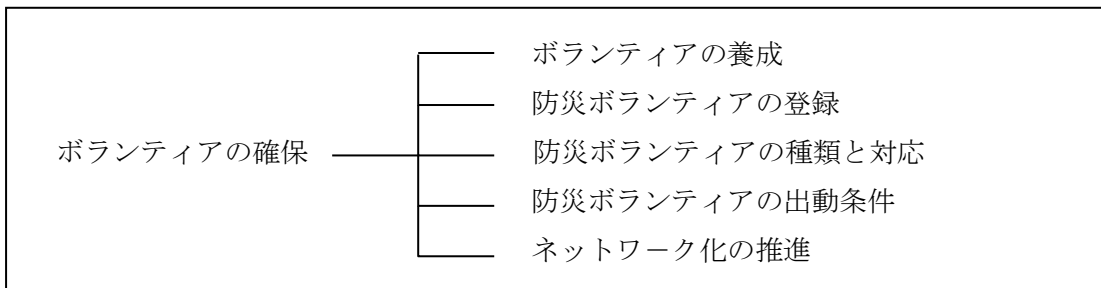 ボランティアの確保
ボランティアの養成
防災ボランティアの登録
防災ボランティアの種類と対応
防災ボランティアの出動条件
ネットワーク化の推進